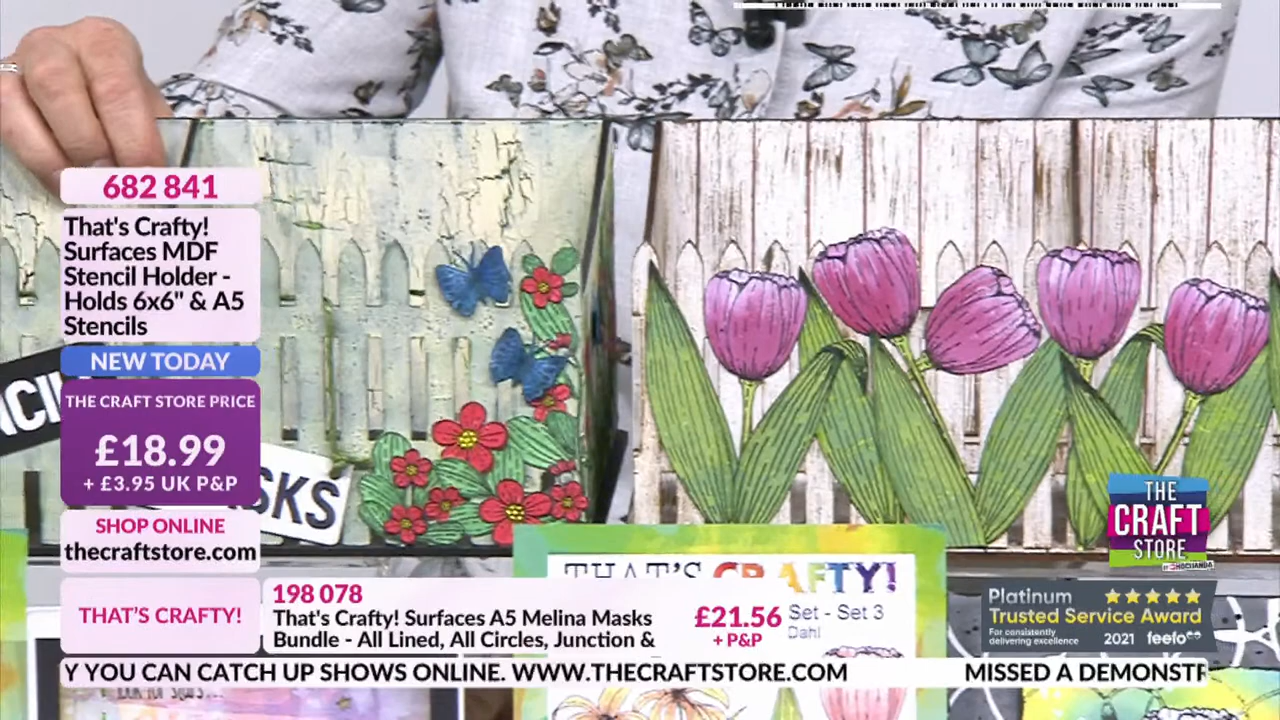 682 841
That's Crafty!
Surfaces MDF
Stencil Holder -
Holds 6x6" & A5
Stencils
NEW TODAY
THE CRAFT STORE PRICE
£18.99
+ £3.95 UK P&P
SHOP ONLINE
thecraftstore.com
THAT'S CRAFTY!
198 078
That's Crafty! Surfaces A5 Melina Masks
Bundle - All Lined, All Circles, Junction &
£21.56
+ P&P
THAT'S CRAFTY!
Set - Set 3
Dahl
THE
CRAFT
STORE
BY HOCHANDA
Platinum
Trusted Service Award
For consistently
delivering excellence
2021 feefo
Y YOU CAN CATCH UP SHOWS ONLINE. WWW.THECRAFTSTORE.COM
MISSED A DEMONSTR